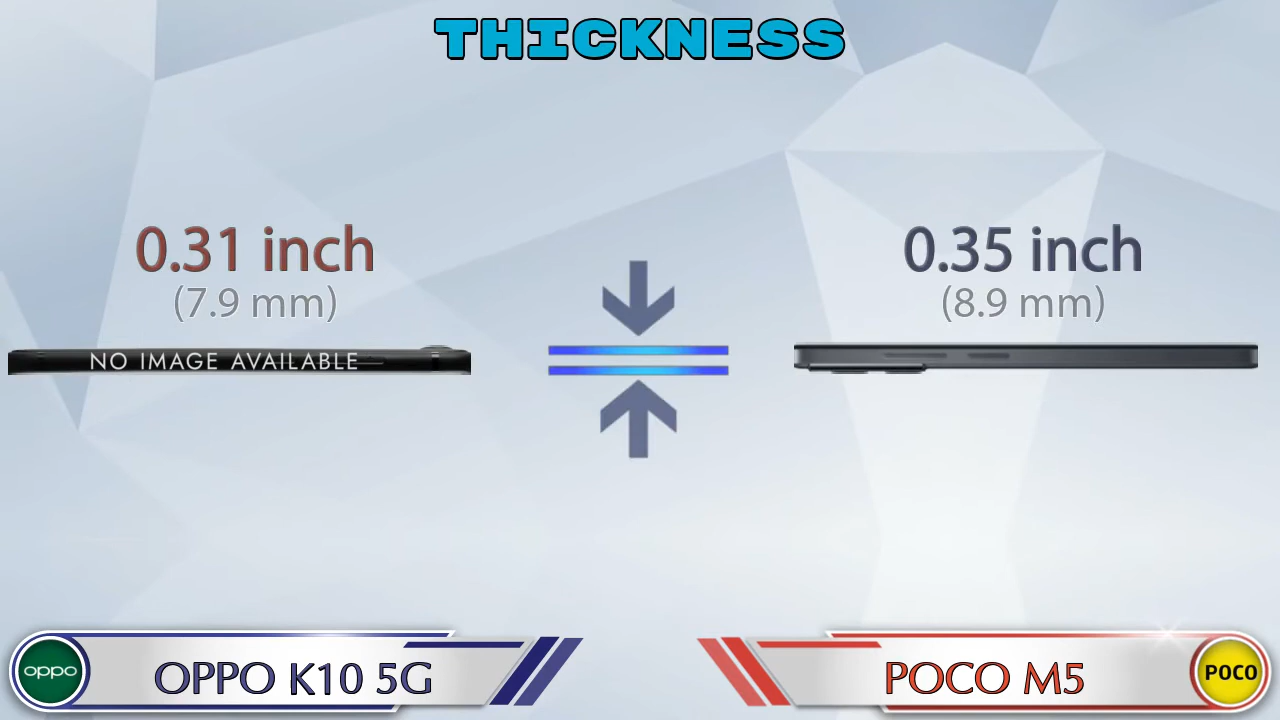 THICKNESS
0.31 inch
(7.9 mm)
NO IMAGE AVAILABLE
0.35 inch
(8.9 mm)
oppo
OPPO K10 5G
POCO M5
POCO